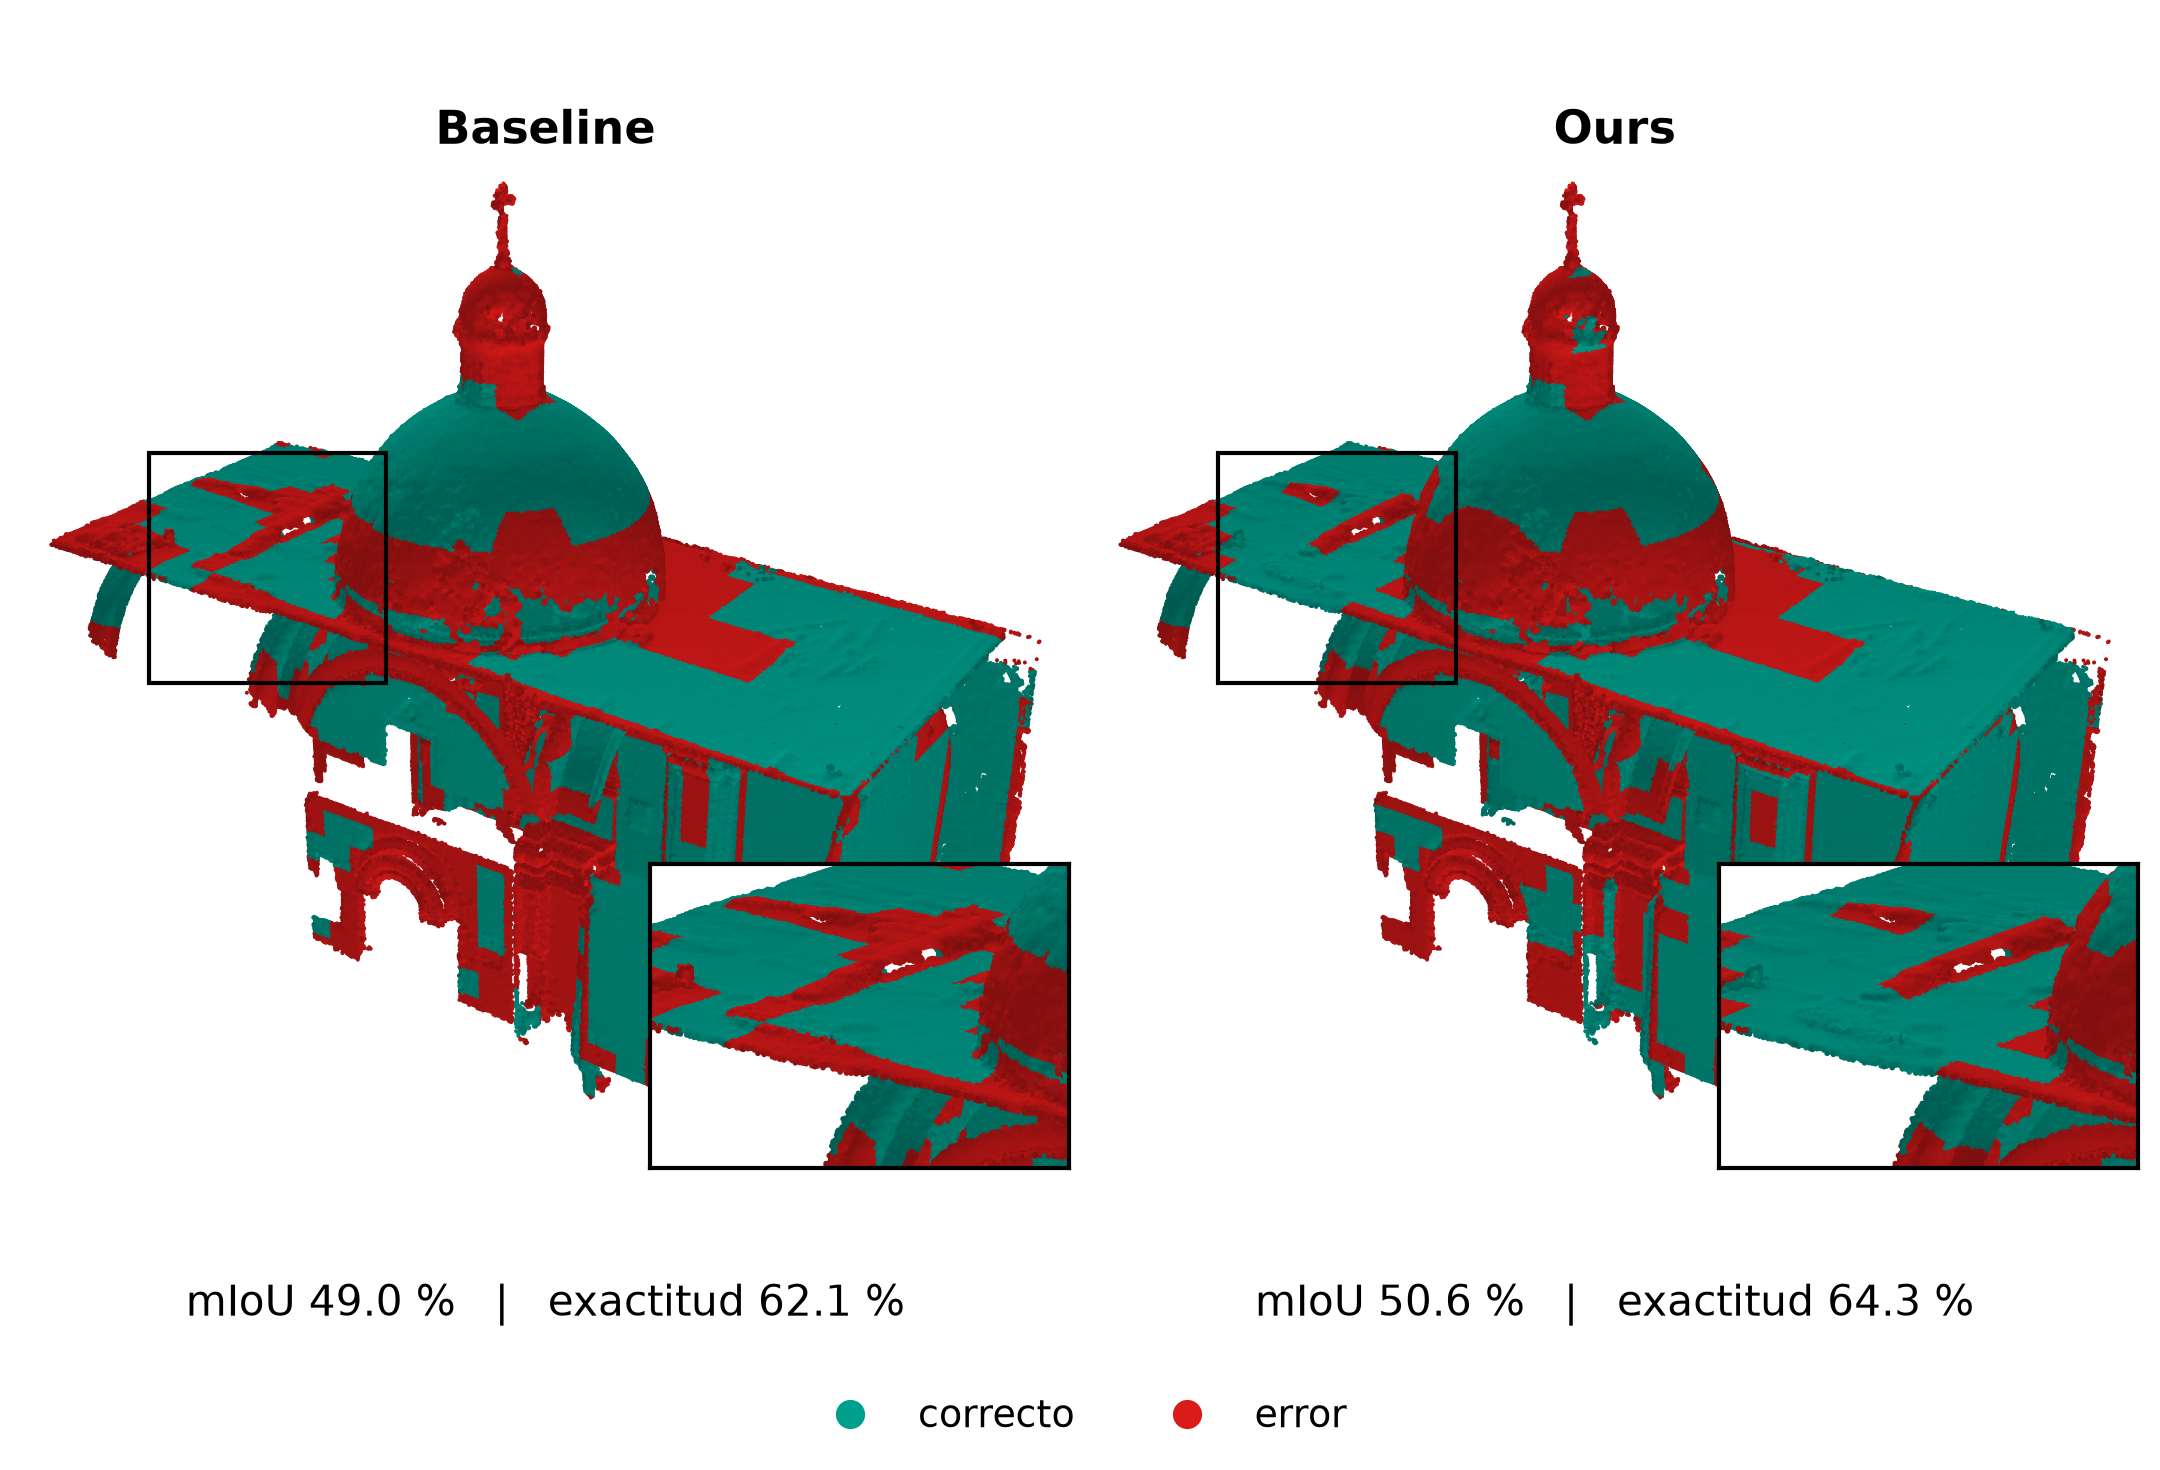 Baseline
Ours
mIoU 49.0 % | exactitud 62.1 %
mIoU 50.6 % | exactitud 64.3 %
correcto
error